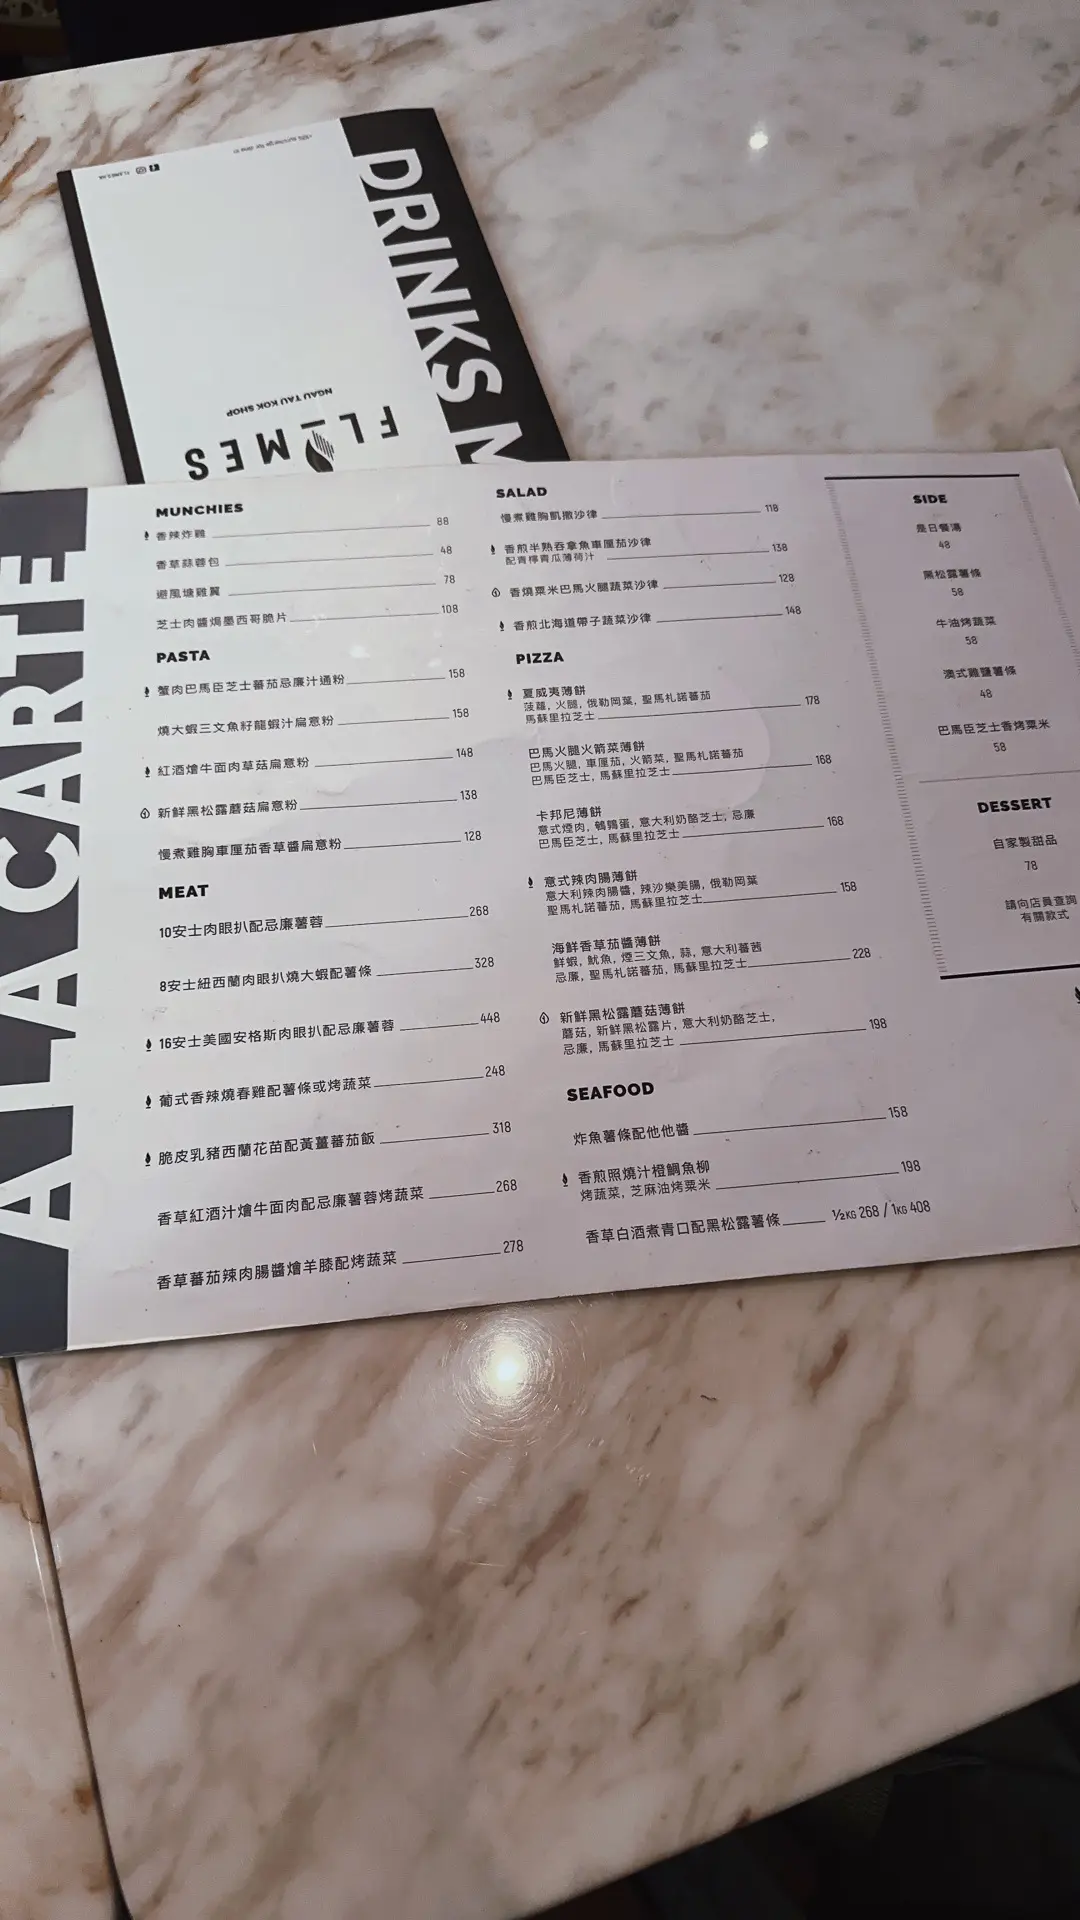 DRINKS M
+10% surcharge for dine in
FLAMES.HK
NGAU TAU KOK SHOP
FLAMES
A LA CARTE
MUNCHIES
香辣炸雞 88
香草蒜蓉包 48
避風塘雞翼 78
芝士肉醬焗墨西哥脆片 108
PASTA
蟹肉巴馬臣芝士蕃茄忌廉汁通粉 158
燒大蝦三文魚籽龍蝦汁扁意粉 158
紅酒燴牛面肉草菇扁意粉 148
新鮮黑松露蘑菇扁意粉 138
慢煮雞胸車厘茄香草醬扁意粉 128
MEAT
10安士肉眼扒配忌廉薯蓉 268
8安士紐西蘭肉眼扒燒大蝦配薯條 328
16安士美國安格斯肉眼扒配忌廉薯蓉 448
葡式香辣燒春雞配薯條或烤蔬菜 248
脆皮乳豬西蘭花苗配黃薑蕃茄飯 318
香草紅酒汁燴牛面肉配忌廉薯蓉烤蔬菜 268
香草蕃茄辣肉腸醬燴羊膝配烤蔬菜 278
SALAD
慢煮雞胸凱撒沙律 118
香煎半熟吞拿魚車厘茄沙律
配青檸青瓜薄荷汁 138
香燒粟米巴馬火腿蔬菜沙律 128
香煎北海道帶子蔬菜沙律 148
PIZZA
夏威夷薄餅
菠蘿, 火腿, 俄勒岡葉, 聖馬札諾蕃茄
馬蘇里拉芝士 178
巴馬火腿火箭菜薄餅
巴馬火腿, 車厘茄, 火箭菜, 聖馬札諾蕃茄
巴馬臣芝士, 馬蘇里拉芝士 168
卡邦尼薄餅
意式煙肉, 鵪鶉蛋, 意大利奶酪芝士, 忌廉
巴馬臣芝士, 馬蘇里拉芝士 168
意式辣肉腸薄餅
意大利辣肉腸醬, 辣沙樂美腸, 俄勒岡葉
聖馬札諾蕃茄, 馬蘇里拉芝士 158
海鮮香草茄醬薄餅
鮮蝦, 魷魚, 煙三文魚, 蒜, 意大利蕃茜
忌廉, 聖馬札諾蕃茄, 馬蘇里拉芝士 228
新鮮黑松露蘑菇薄餅
蘑菇, 新鮮黑松露片, 意大利奶酪芝士,
忌廉, 馬蘇里拉芝士 198
SEAFOOD
炸魚薯條配他他醬 158
香煎照燒汁橙鯛魚柳
烤蔬菜, 芝麻油烤粟米 198
香草白酒煮青口配黑松露薯條 ½KG 268 / 1KG 408
SIDE
是日餐湯
48
黑松露薯條
58
牛油烤蔬菜
58
澳式雞鹽薯條
48
巴馬臣芝士香烤粟米
58
DESSERT
自家製甜品
78
請向店員查詢
有關款式